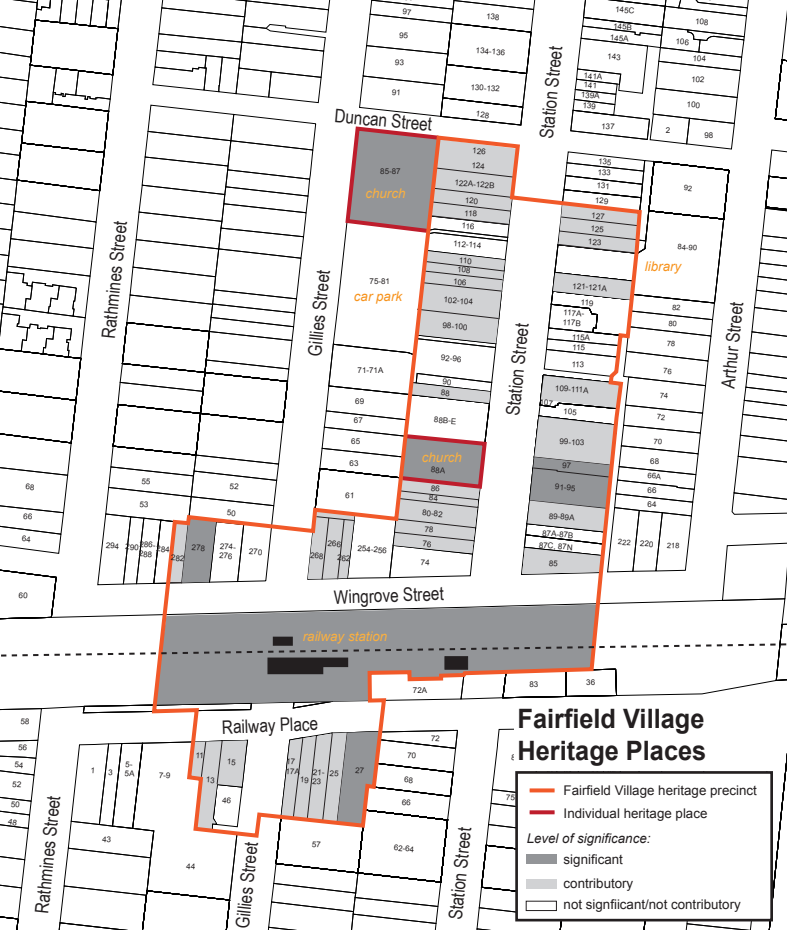 97
138
145C
108
145B
145A
106
95
134-136
143
104
93
102
141A
141
91
130-132
139A
139
100
128
137
2
98
Station Street
Duncan Street
126
124
135
133
131
129
92
85-87
church
122A-122B
120
118
116
127
125
123
84-90
library
112-114
110
108
106
75-81
car park
102-104
98-100
121-121A
119
117A-
117B
115A
115
113
82
80
78
76
Rathmines Street
Gillies Street
Station Street
Arthur Street
71-71A
92-96
90
88
109-111A
107
105
74
72
69
67
65
63
61
88B-E
church
88A
99-103
97
91-95
70
68
66A
66
64
55
53
52
50
68
66
64
86
84
80-82
78
76
74
89-89A
87A-87B
87C, 87N
85
294
290
286-
288
284
282
278
274-
276
270
268
266
262
254-256
222
220
218
60
Wingrove Street
railway station
72A
83
36
58
Railway Place
56
54
52
50
48
1
3
5-
5A
7-9
11
13
15
46
17
17A
19
21-
23
25
27
72
70
68
66
75
43
44
57
62-64
Rathmines Street
Gillies Street
Station Street
Fairfield Village
Heritage Places
Fairfield Village heritage precinct
Individual heritage place
Level of significance:
significant
contributory
not signfiicant/not contributory